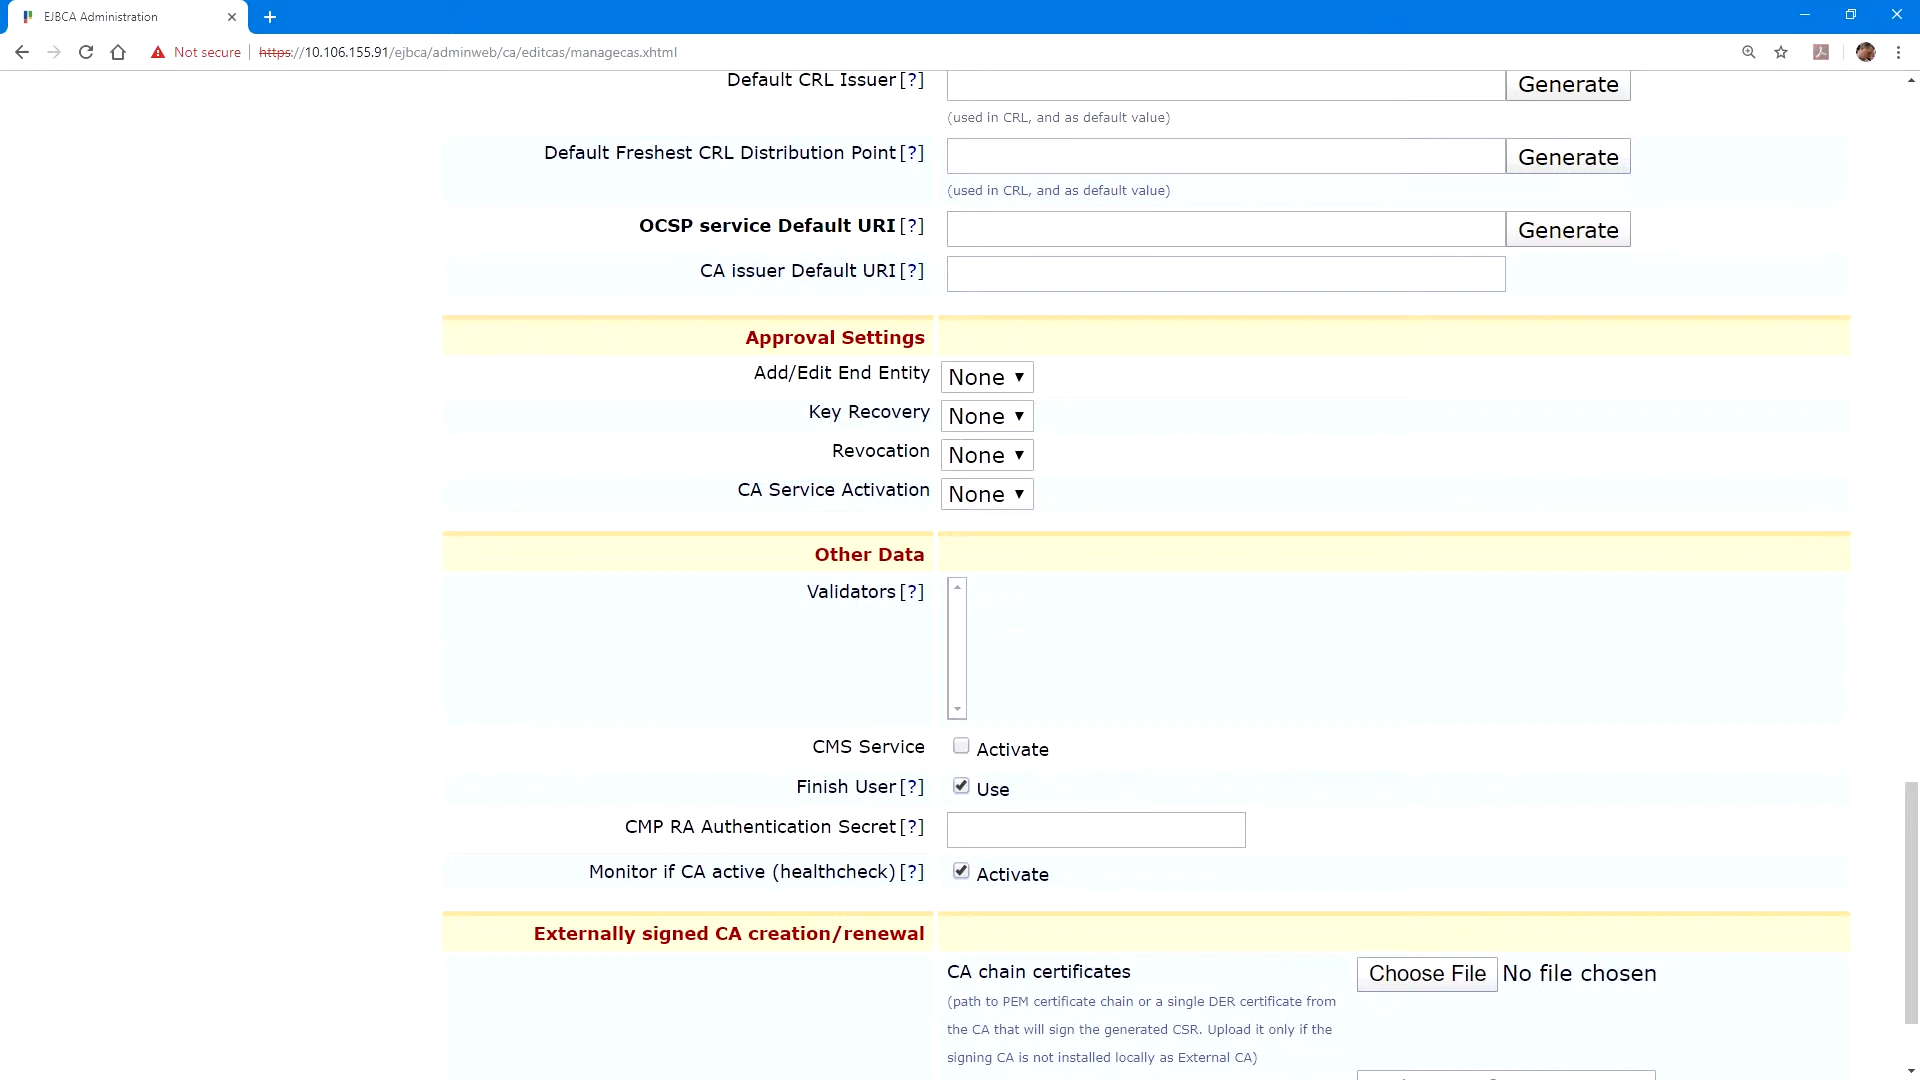 EJBCA Administration
Not secure https://10.106.155.91/ejbca/adminweb/ca/editcas/managecas.xhtml
Default CRL Issuer[?] Generate
(used in CRL, and as default value)
Default Freshest CRL Distribution Point[?] Generate
(used in CRL, and as default value)
OCSP service Default URI[?] Generate
CA issuer Default URI[?]
Approval Settings
Add/Edit End Entity None
Key Recovery None
Revocation None
CA Service Activation None
Other Data
Validators[?]
CMS Service Activate
Finish User[?] Use
CMP RA Authentication Secret[?]
Monitor if CA active (healthcheck)[?] Activate
Externally signed CA creation/renewal
CA chain certificates Choose File No file chosen
(path to PEM certificate chain or a single DER certificate from
the CA that will sign the generated CSR. Upload it only if the
signing CA is not installed locally as External CA)